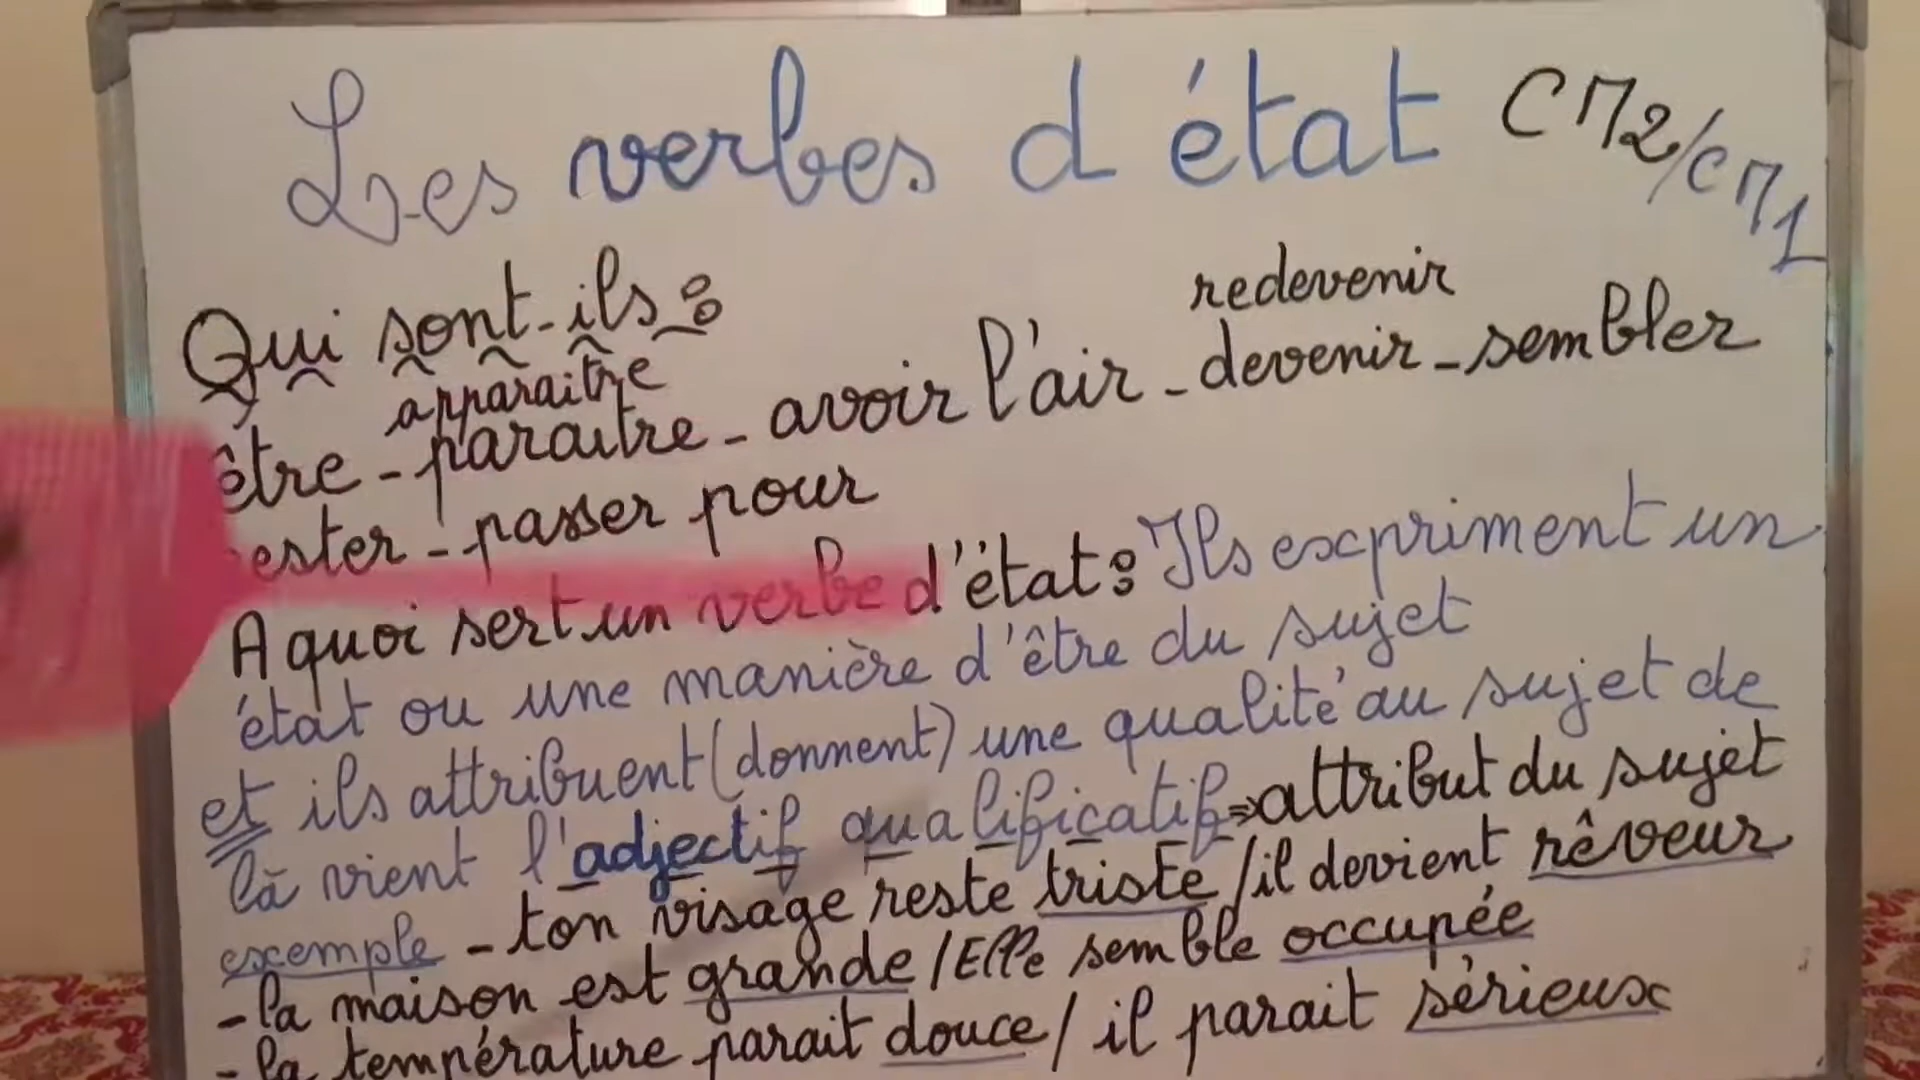 Les verbes d'état CM2/CM1
Qui sont-ils :
apparaitre redevenir
être - paraitre - avoir l'air - devenir - sembler
ester - passer pour
A quoi sert un verbe d'état : Ils expriment un
état ou une manière d'être du sujet
et ils attribuent (donnent) une qualité au sujet de
là vient l'adjectif qualificatif => attribut du sujet
exemple - ton visage reste triste / il devient rêveur
- la maison est grande / Elle semble occupée
- la température parait douce / il parait sérieux